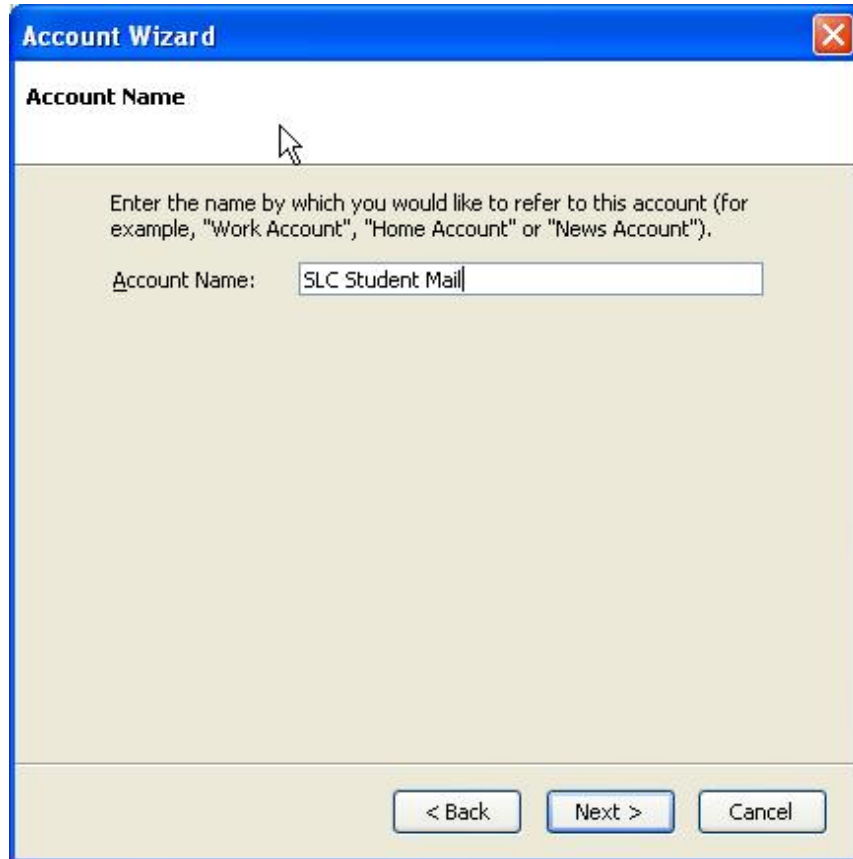 Account Wizard
Account Name
Enter the name by which you would like to refer to this account (for
example, "Work Account", "Home Account" or "News Account").
Account Name: SLC Student Mail
< Back Next > Cancel